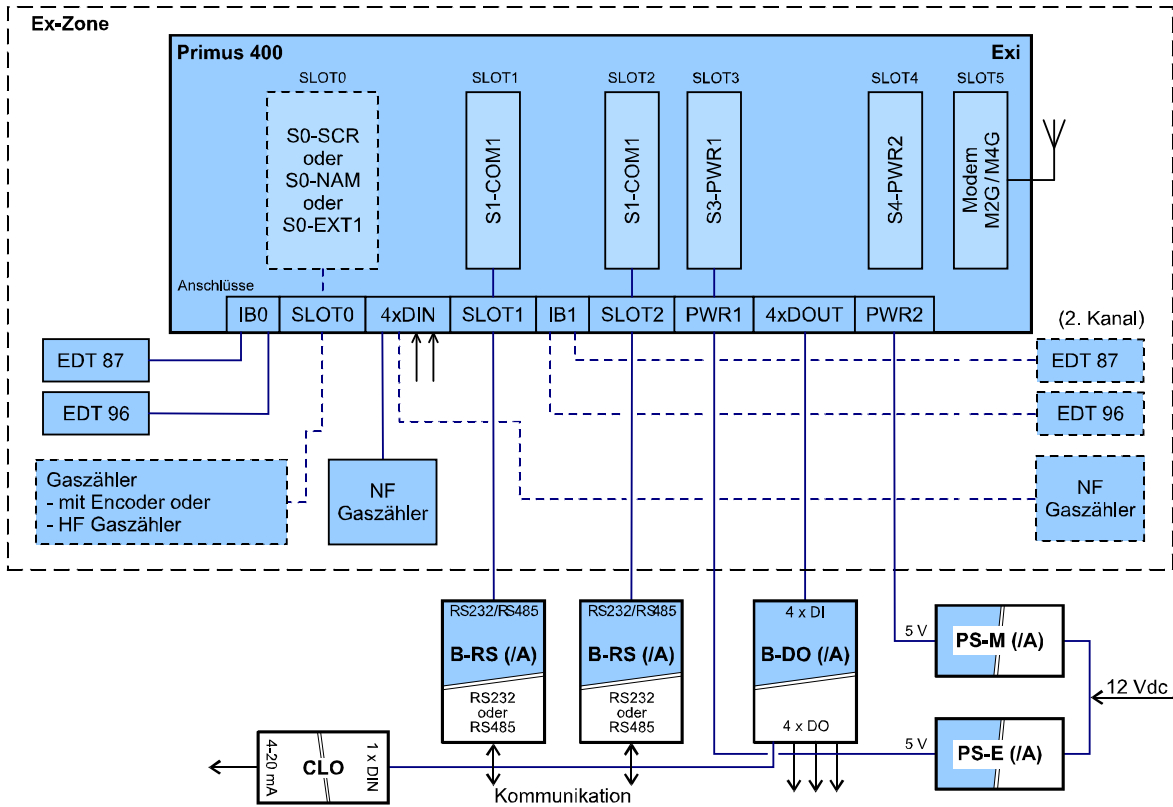 Ex-Zone
Primus 400
Exi
SLOT0
SLOT1
SLOT2
SLOT3
SLOT4
SLOT5
S0-SCR
oder
S0-NAM
oder
S0-EXT1
S1-COM1
S1-COM1
S3-PWR1
S4-PWR2
Modem
M2G / M4G
Anschlüsse
IB0
SLOT0
4xDIN
SLOT1
IB1
SLOT2
PWR1
4xDOUT
PWR2
(2. Kanal)
EDT 87
EDT 87
EDT 96
EDT 96
Gaszähler
- mit Encoder oder
- HF Gaszähler
NF
Gaszähler
NF
Gaszähler
RS232/RS485
B-RS (/A)
RS232
oder
RS485
RS232/RS485
B-RS (/A)
RS232
oder
RS485
4 x DI
B-DO (/A)
4 x DO
5 V
PS-M (/A)
12 Vdc
5 V
PS-E (/A)
4-20 mA
CLO
1 x DIN
Kommunikation